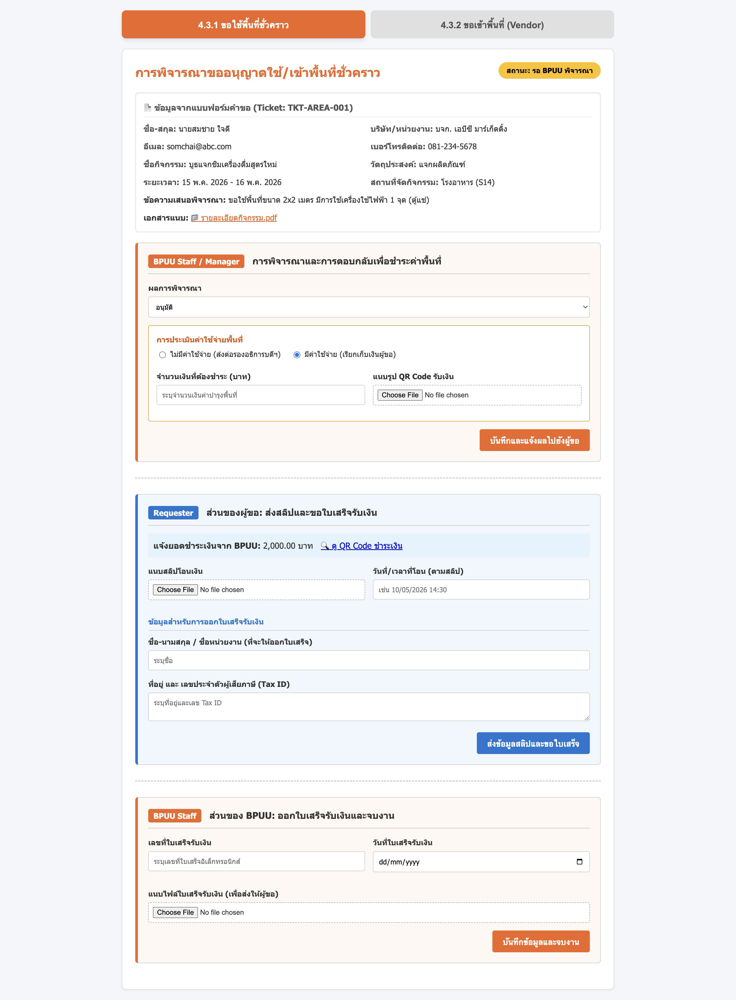 4.3.1 ขอใช้พื้นที่ชั่วคราว
4.3.2 ขอเข้าพื้นที่ (Vendor)
การพิจารณาขออนุญาตใช้/เข้าพื้นที่ชั่วคราว
สถานะ: รอ BPUU พิจารณา
ข้อมูลจากแบบฟอร์มคำขอ (Ticket: TKT-AREA-001)
ชื่อ-สกุล: นายสมชาย ใจดี
บริษัท/หน่วยงาน: บจก. เอบีซี มาร์เก็ตติ้ง
อีเมล: somchai@abc.com
เบอร์โทรติดต่อ: 081-234-5678
ชื่อกิจกรรม: บูธแจกชิมเครื่องดื่มสูตรใหม่
วัตถุประสงค์: แจกผลิตภัณฑ์
ระยะเวลา: 15 พ.ค. 2026 - 16 พ.ค. 2026
สถานที่จัดกิจกรรม: โรงอาหาร (S14)
ข้อความเสนอพิจารณา: ขอใช้พื้นที่ขนาด 2x2 เมตร มีการใช้เครื่องใช้ไฟฟ้า 1 จุด (ตู้แช่)
เอกสารแนบ: รายละเอียดกิจกรรม.pdf
BPUU Staff / Manager การพิจารณาและการตอบกลับเพื่อชำระค่าพื้นที่
ผลการพิจารณา
อนุมัติ
การประเมินค่าใช้จ่ายพื้นที่
ไม่มีค่าใช้จ่าย (ส่งต่อรองอธิการบดีฯ)
มีค่าใช้จ่าย (เรียกเก็บเงินผู้ขอ)
จำนวนเงินที่ต้องชำระ (บาท)
แนบรูป QR Code รับเงิน
ระบุจำนวนเงินค่าบำรุงพื้นที่
Choose File No file chosen
บันทึกและแจ้งผลไปยังผู้ขอ
Requester ส่วนของผู้ขอ: ส่งสลิปและขอใบเสร็จรับเงิน
แจ้งยอดชำระเงินจาก BPUU: 2,000.00 บาท ดู QR Code ชำระเงิน
แนบสลิปโอนเงิน
วันที่/เวลาที่โอน (ตามสลิป)
Choose File No file chosen
เช่น 10/05/2026 14:30
ข้อมูลสำหรับการออกใบเสร็จรับเงิน
ชื่อ-นามสกุล / ชื่อหน่วยงาน (ที่จะให้ออกใบเสร็จ)
ระบุชื่อ
ที่อยู่ และ เลขประจำตัวผู้เสียภาษี (Tax ID)
ระบุที่อยู่และเลข Tax ID
ส่งข้อมูลสลิปและขอใบเสร็จ
BPUU Staff ส่วนของ BPUU: ออกใบเสร็จรับเงินและจบงาน
เลขที่ใบเสร็จรับเงิน
วันที่ใบเสร็จรับเงิน
ระบุเลขที่ใบเสร็จอิเล็กทรอนิกส์
dd/mm/yyyy
แนบไฟล์ใบเสร็จรับเงิน (เพื่อส่งให้ผู้ขอ)
Choose File No file chosen
บันทึกข้อมูลและจบงาน